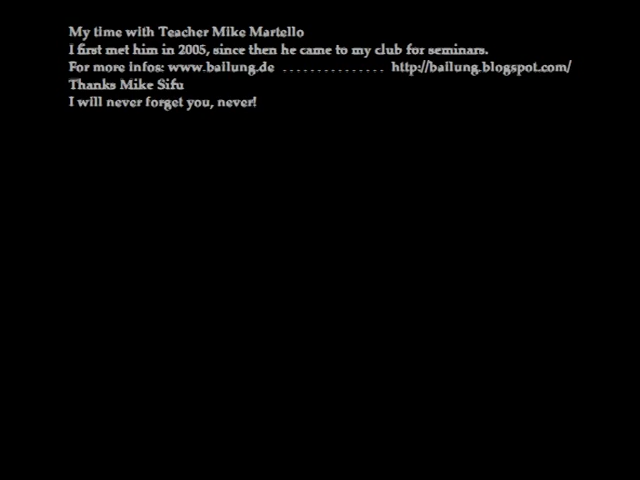 My time with Teacher Mike Martello
I first met him in 2005, since then he came to my club for seminars.
For more infos: www.bailung.de . . . . . . . . . . . . . . . http://bailung.blogspot.com/
Thanks Mike Sifu
I will never forget you, never!